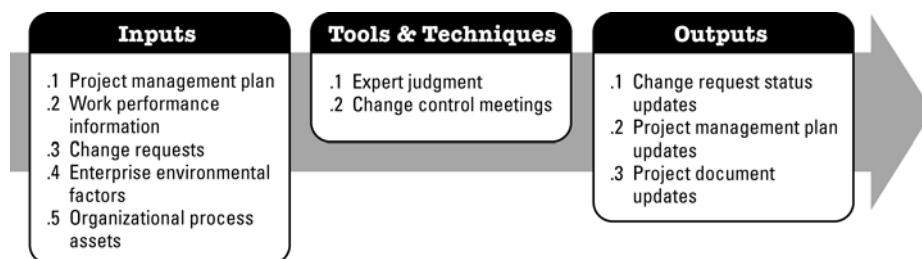 Inputs
.1 Project management plan
.2 Work performance
information
.3 Change requests
.4 Enterprise environmental
factors
.5 Organizational process
assets
Tools & Techniques
.1 Expert judgment
.2 Change control meetings
Outputs
.1 Change request status
updates
.2 Project management plan
updates
.3 Project document
updates